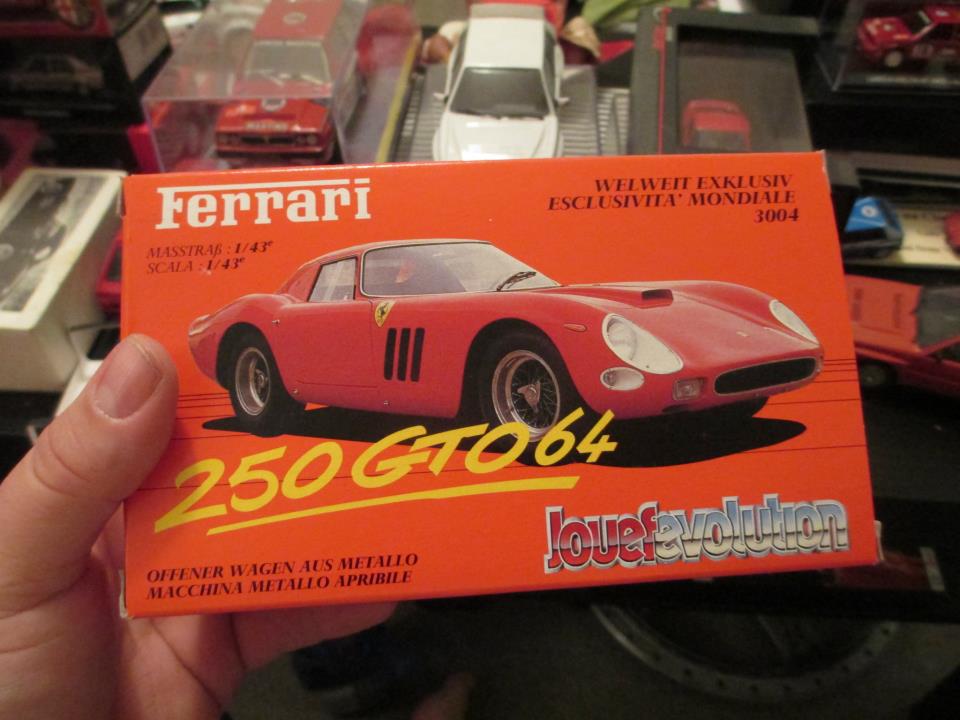 Ferrari
WELWEIT EXKLUSIV
ESCLUSIVITA' MONDIALE
3004
MASSTRAß : 1/43e
SCALA : 1/43e
250 GTO 64
Jouefevolution
OFFENER WAGEN AUS METALLO
MACCHINA METALLO APRIBILE